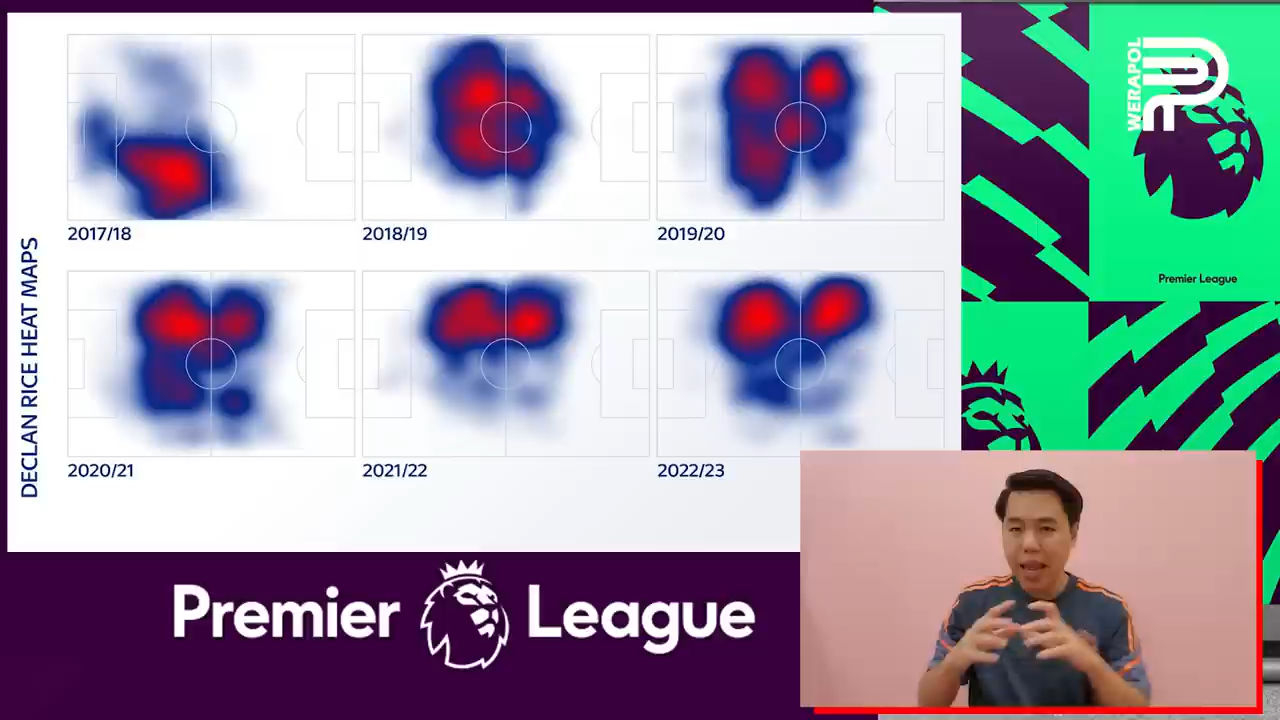 DECLAN RICE HEAT MAPS
2017/18
2018/19
2019/20
2020/21
2021/22
2022/23
WERAPOL
Premier League
Premier League